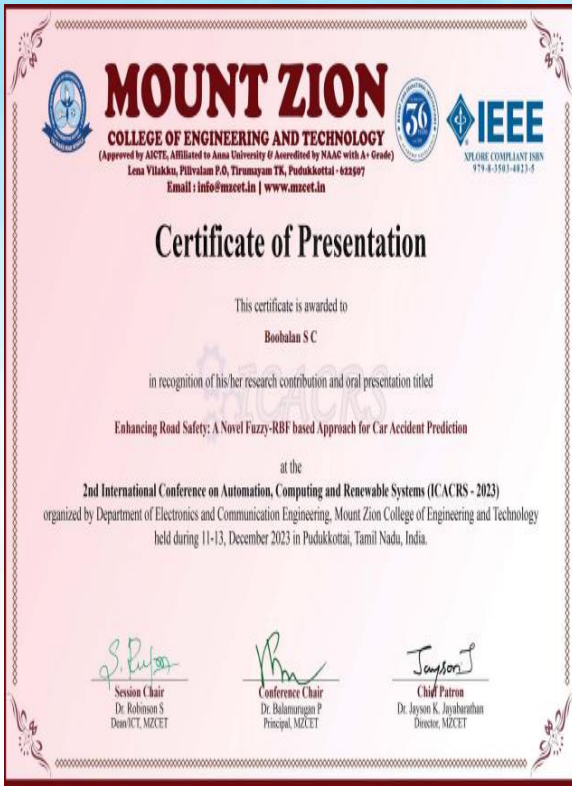 MOUNT ZION
COLLEGE OF ENGINEERING AND TECHNOLOGY
(Approved by AICTE, Affiliated to Anna University & Accredited by NAAC with A+ Grade)
Lena Vilakku, Pilivalam P.O, Tirumayam TK, Pudukkottai - 622507
Email : info@mzcet.in | www.mzcet.in
36
IEEE
XPLORE COMPLIANT ISBN
979-8-3503-4023-5
Certificate of Presentation
This certificate is awarded to
Boobalan S C
in recognition of his/her research contribution and oral presentation titled
ICACRS
Enhancing Road Safety: A Novel Fuzzy-RBF based Approach for Car Accident Prediction
at the
2nd International Conference on Automation, Computing and Renewable Systems (ICACRS - 2023)
organized by Department of Electronics and Communication Engineering, Mount Zion College of Engineering and Technology
held during 11-13, December 2023 in Pudukkottai, Tamil Nadu, India.
Session Chair
Dr. Robinson S
Dean/ICT, MZCET
Conference Chair
Dr. Balamurugan P
Principal, MZCET
Jayson J
Chief Patron
Dr. Jayson K. Jayabarathan
Director, MZCET